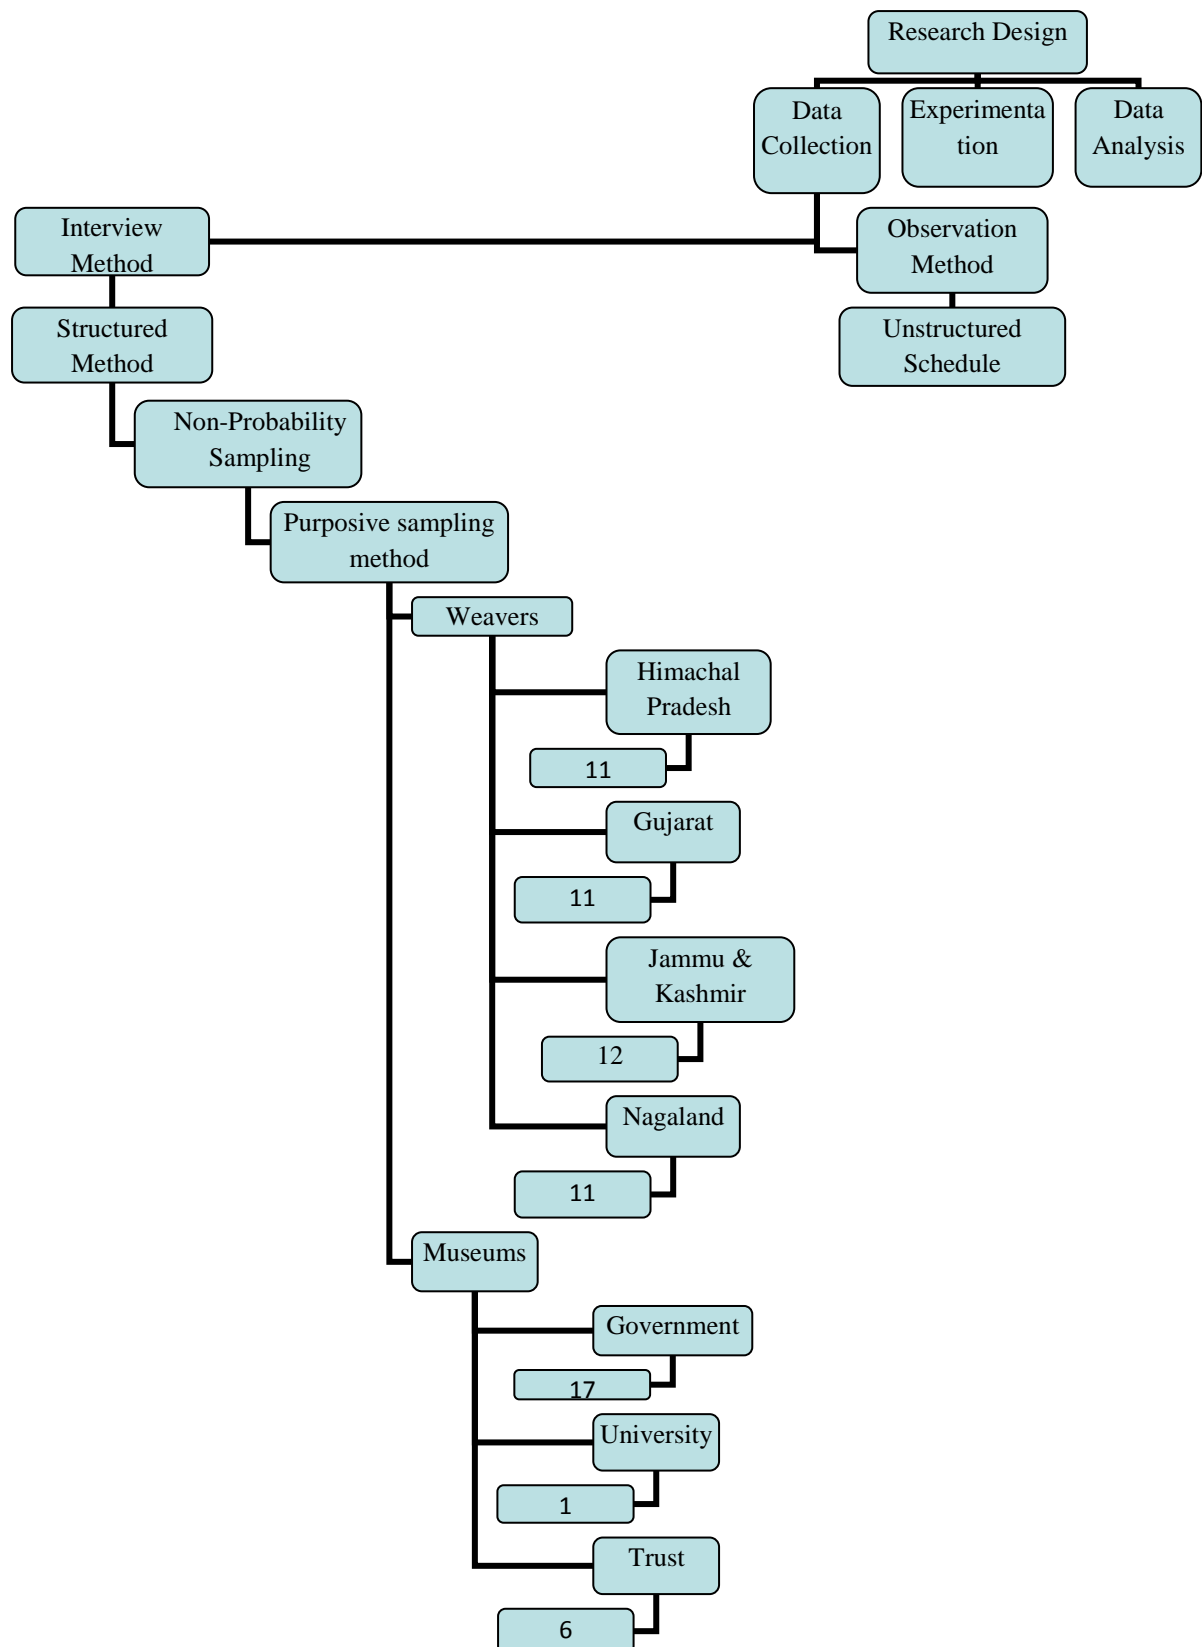 Research Design
Data
Collection
Experimenta
tion
Data
Analysis
Interview
Method
Observation
Method
Structured
Method
Unstructured
Schedule
Non-Probability
Sampling
Purposive sampling
method
Weavers
Himachal
Pradesh
11
Gujarat
11
Jammu &
Kashmir
12
Nagaland
11
Museums
Government
17
University
1
Trust
6